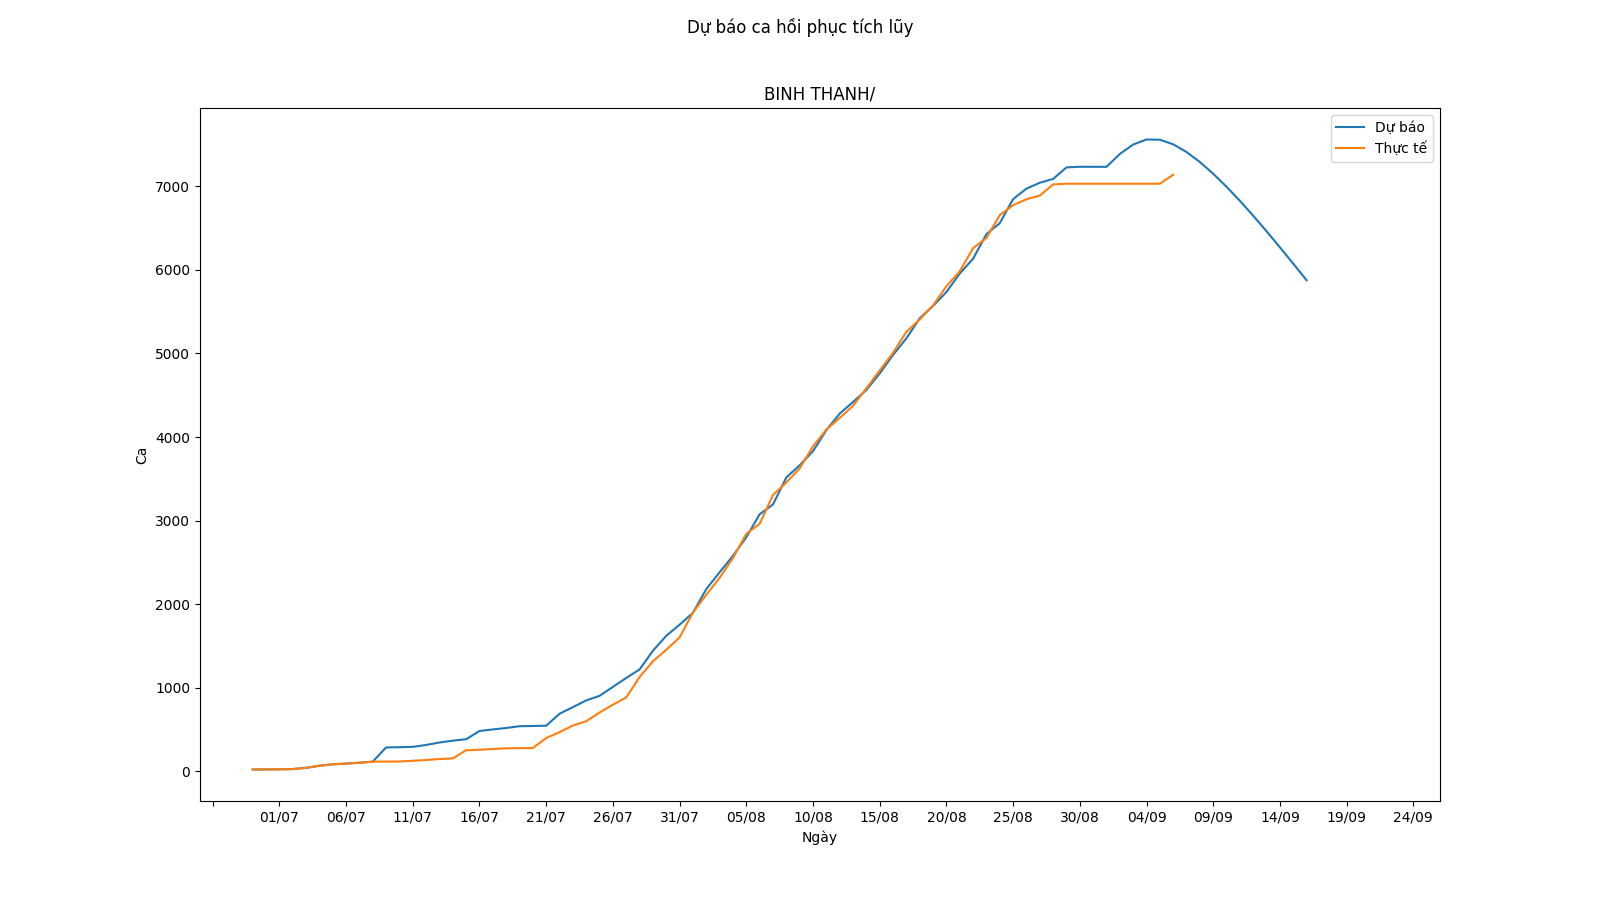 Dự báo ca hồi phục tích lũy
BINH THANH/
Dự báo
Thực tế
7000
6000
5000
4000
3000
2000
1000
0
Ca
01/07 06/07 11/07 16/07 21/07 26/07 31/07 05/08 10/08 15/08 20/08 25/08 30/08 04/09 09/09 14/09 19/09 24/09
Ngày